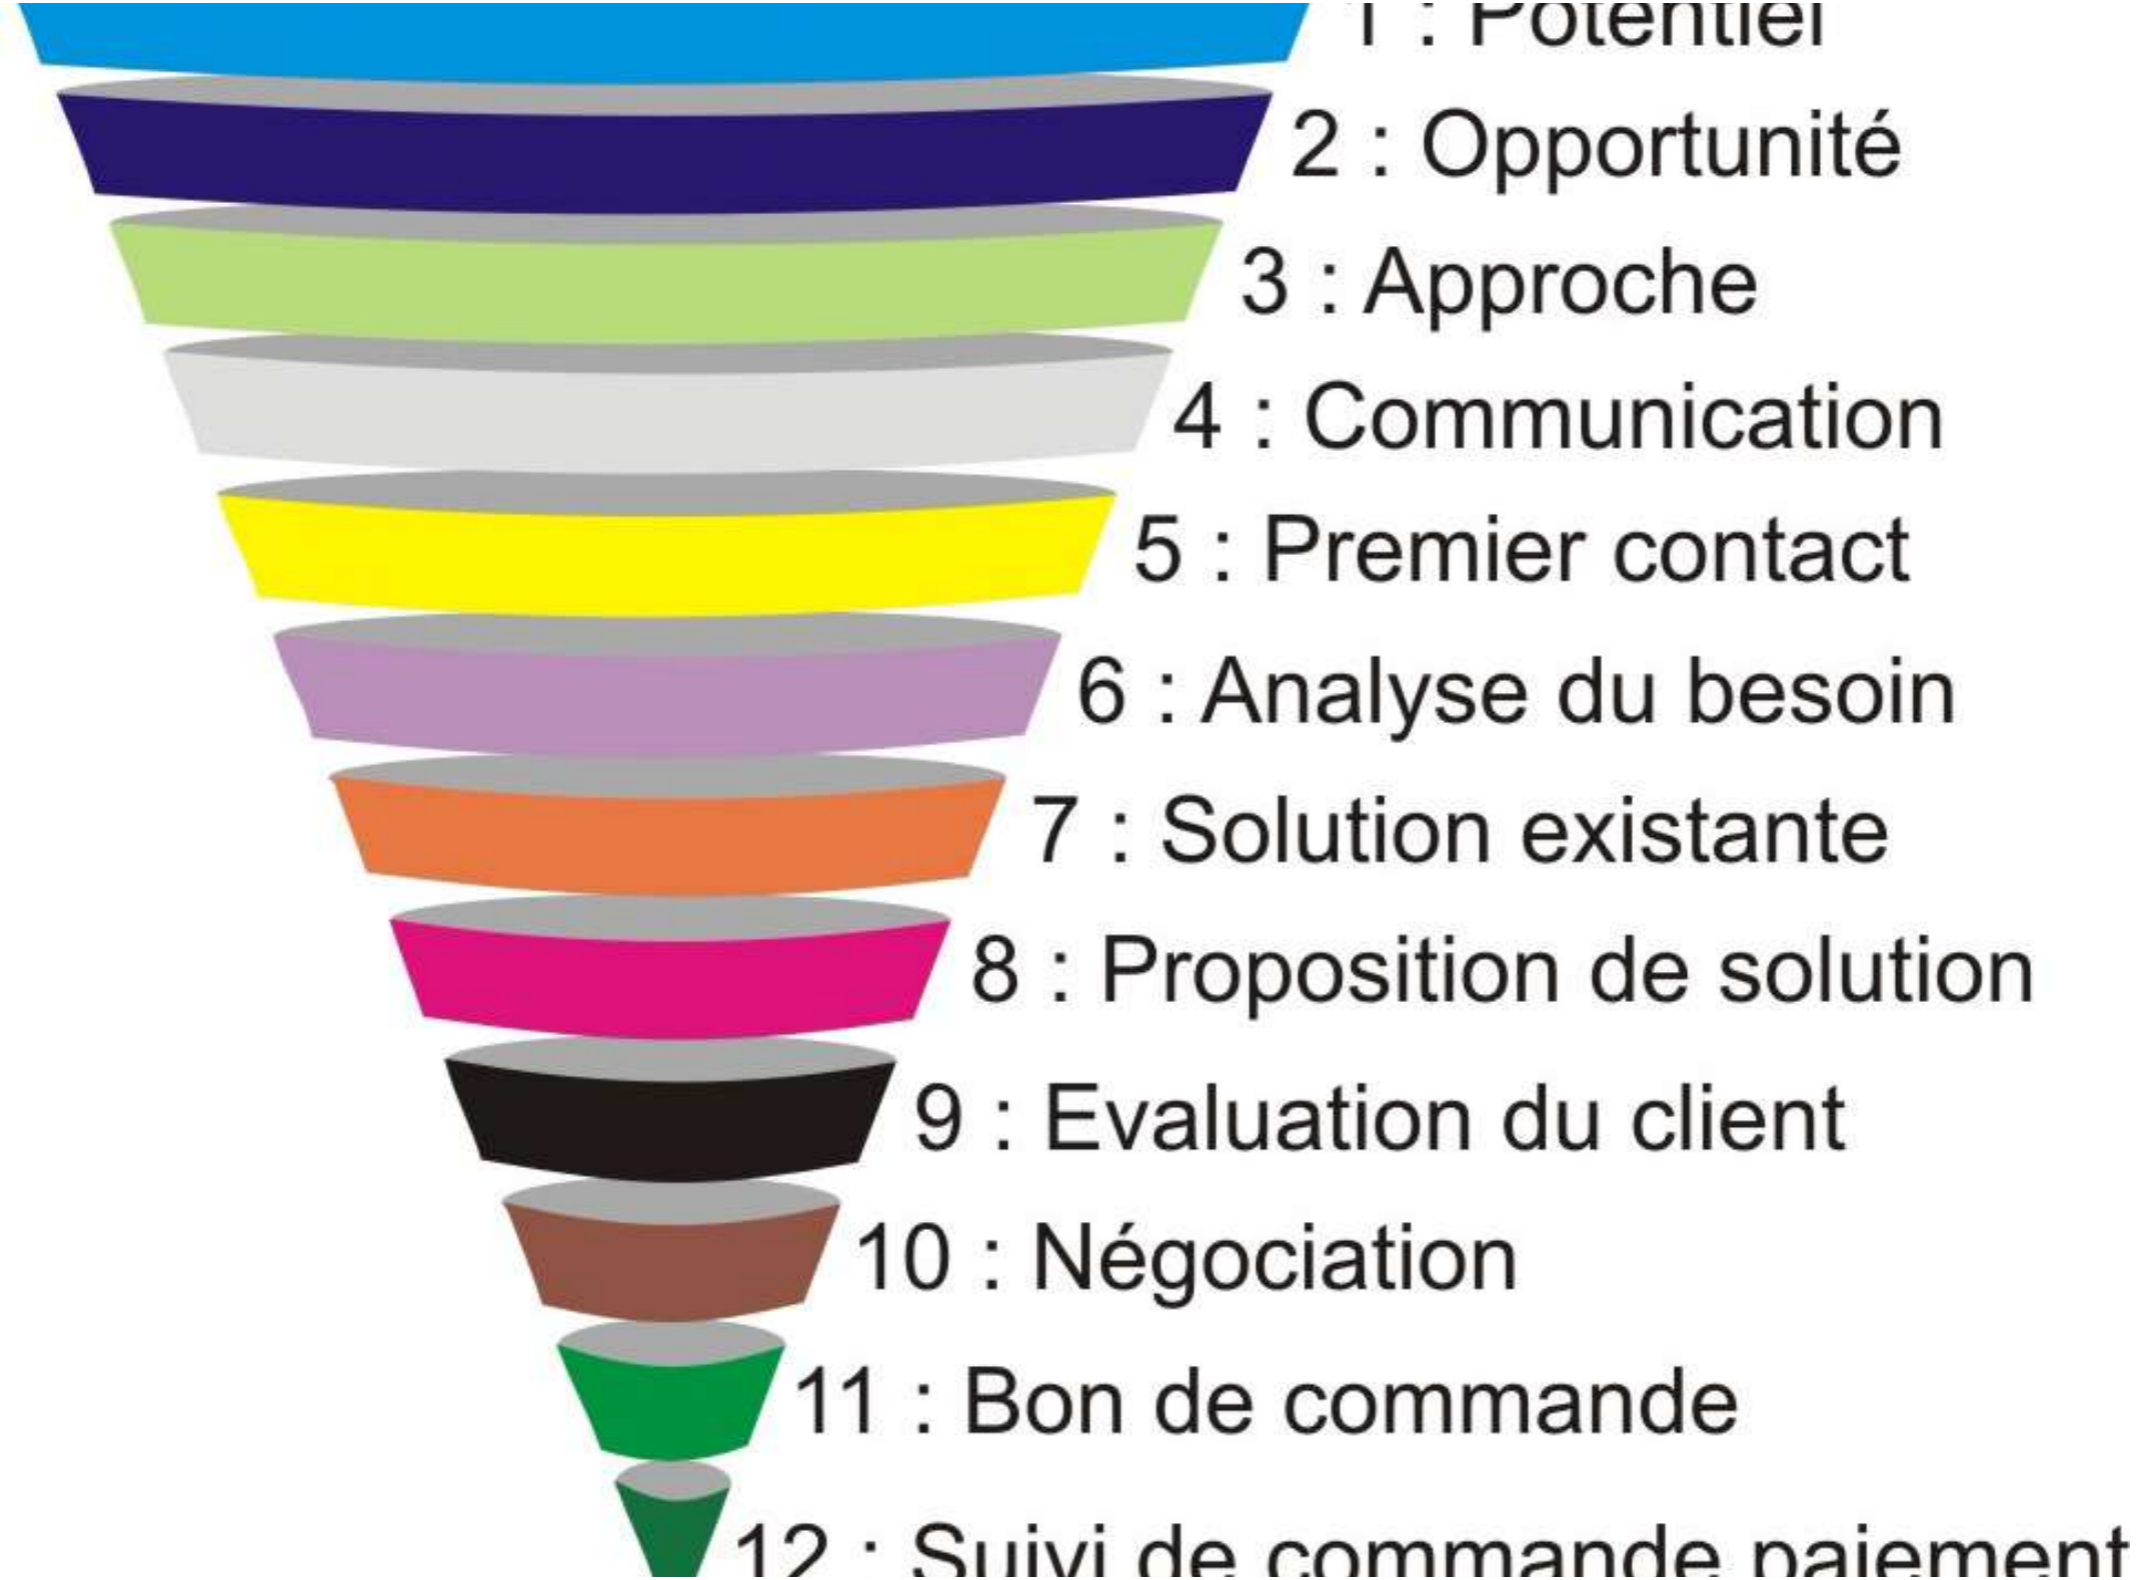 1 : Potentiel
2 : Opportunité
3 : Approche
4 : Communication
5 : Premier contact
6 : Analyse du besoin
7 : Solution existante
8 : Proposition de solution
9 : Evaluation du client
10 : Négociation
11 : Bon de commande
12 : Suivi de commande paiement